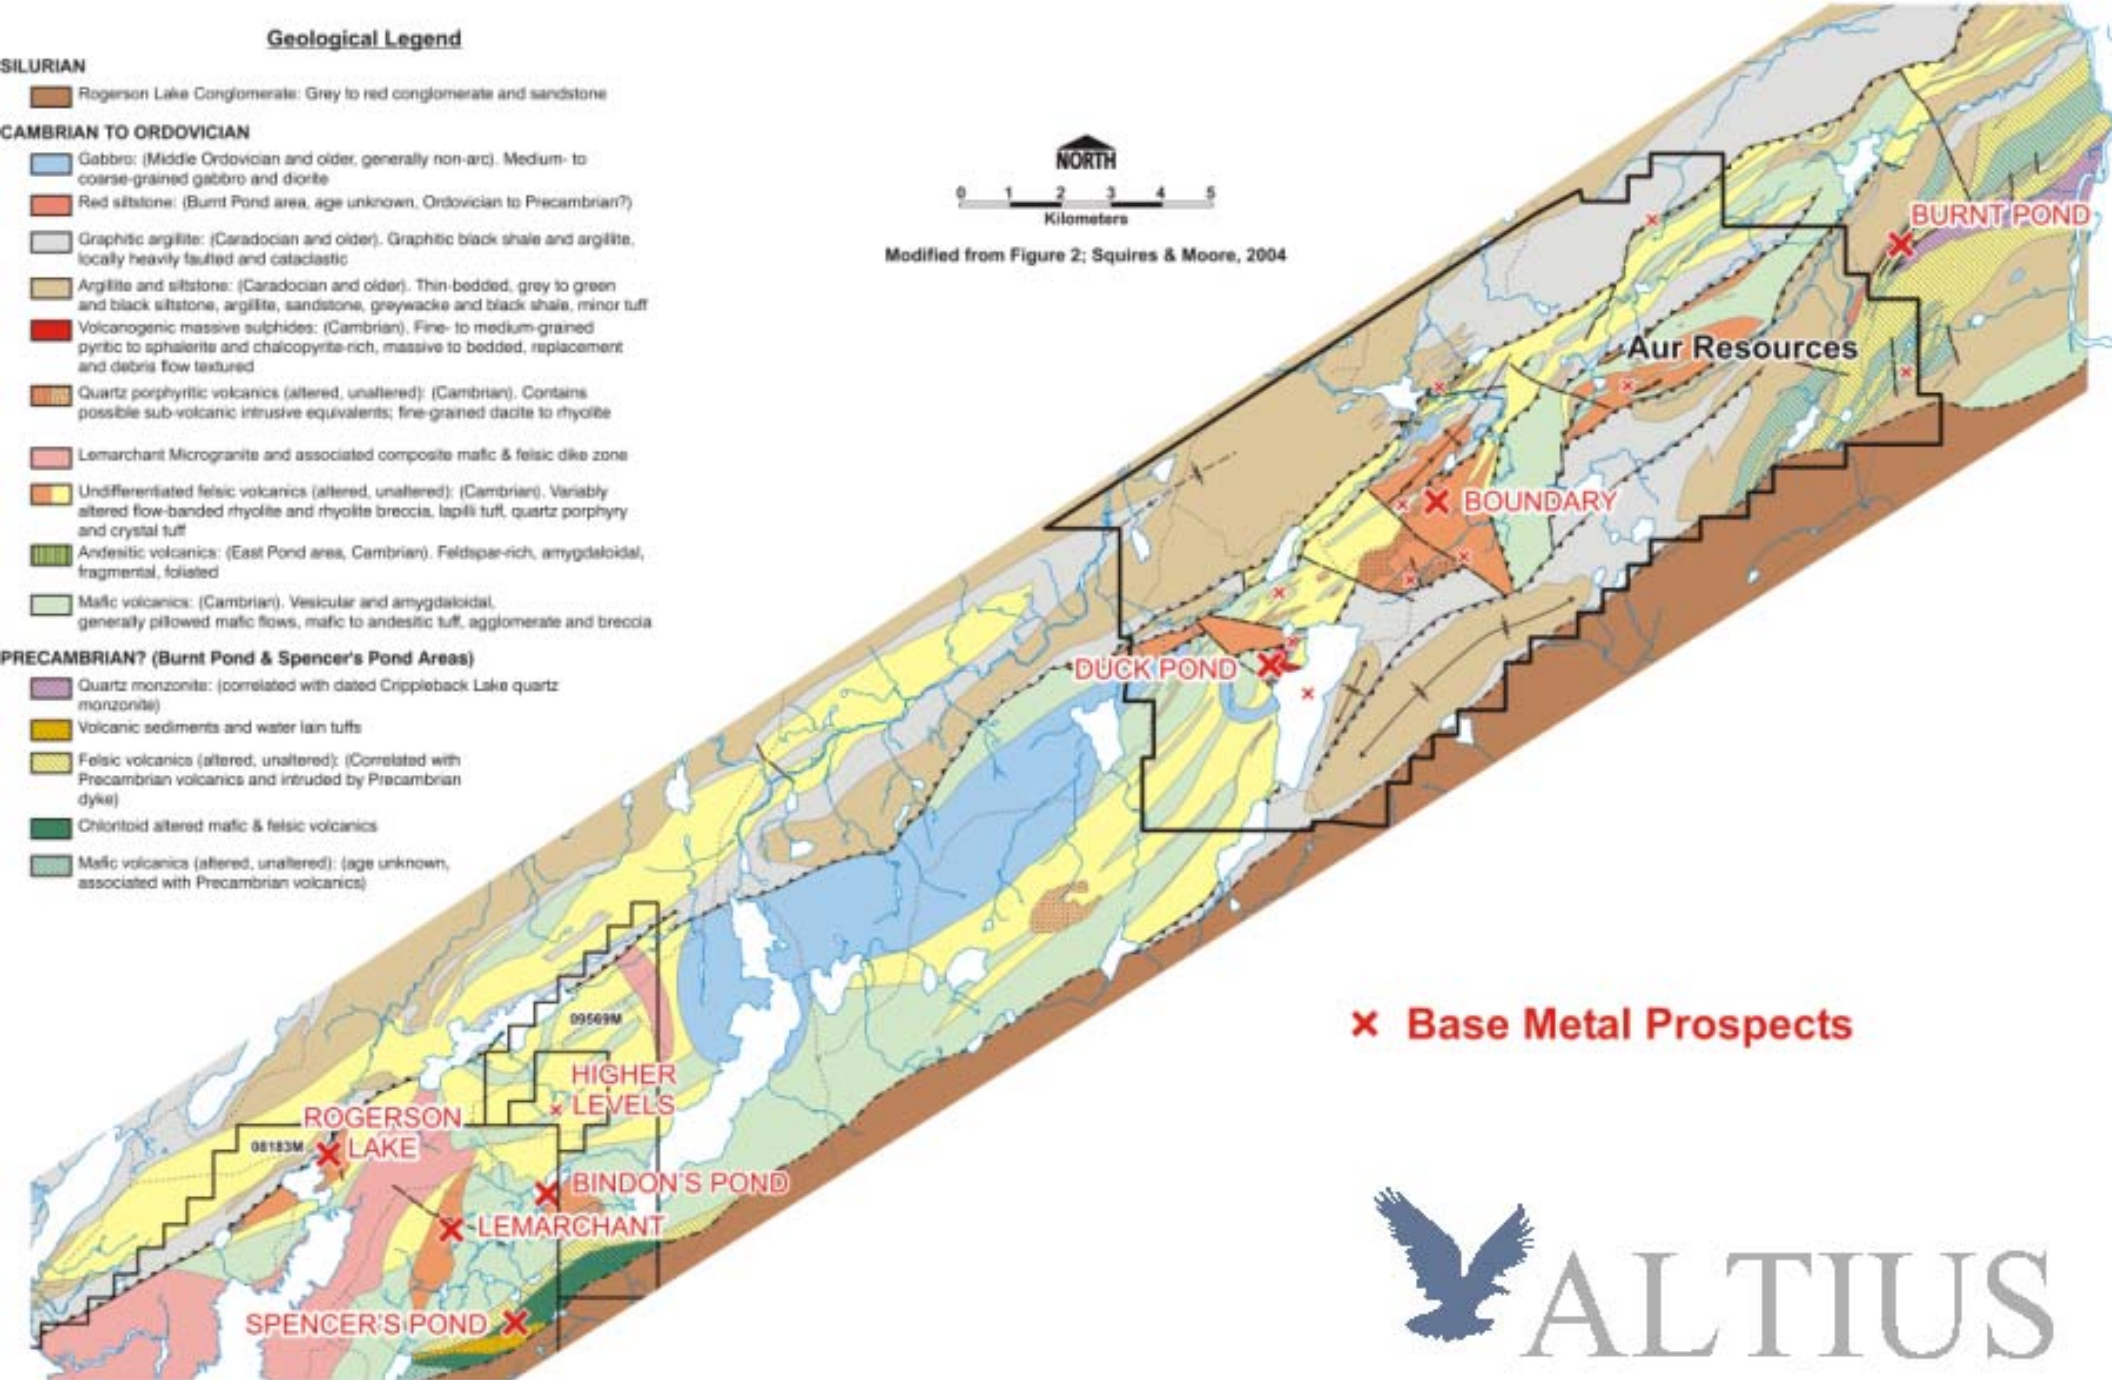 Geological Legend
SILURIAN
Rogerson Lake Conglomerate: Grey to red conglomerate and sandstone
CAMBRIAN TO ORDOVICIAN
Gabbro: (Middle Ordovician and older, generally non-arc). Medium- to
coarse-grained gabbro and diorite
Red siltstone: (Burnt Pond area, age unknown, Ordovician to Precambrian?)
Graphitic argillite: (Caradocian and older). Graphitic black shale and argillite,
locally heavily faulted and cataclastic
Argillite and siltstone: (Caradocian and older). Thin-bedded, grey to green
and black siltstone, argillite, sandstone, greywacke and black shale, minor tuff
Volcanogenic massive sulphides: (Cambrian). Fine- to medium-grained
pyritic to sphalerite and chalcopyrite-rich, massive to bedded, replacement
and debris flow textured
Quartz porphyritic volcanics (altered, unaltered): (Cambrian). Contains
possible sub-volcanic intrusive equivalents; fine-grained dacite to rhyolite
Lemarchant Microgranite and associated composite mafic & felsic dike zone
Undifferentiated felsic volcanics (altered, unaltered): (Cambrian). Variably
altered flow-banded rhyolite and rhyolite breccia, lapilli tuff, quartz porphyry
and crystal tuff
Andesitic volcanics: (East Pond area, Cambrian). Feldspar-rich, amygdaloidal,
fragmental, foliated
Mafic volcanics: (Cambrian). Vesicular and amygdaloidal,
generally pillowed mafic flows, mafic to andesitic tuff, agglomerate and breccia
PRECAMBRIAN? (Burnt Pond & Spencer's Pond Areas)
Quartz monzonite: (correlated with dated Crippleback Lake quartz
monzonite)
Volcanic sediments and water lain tuffs
Felsic volcanics (altered, unaltered): (Correlated with
Precambrian volcanics and intruded by Precambrian
dyke)
Chloritoid altered mafic & felsic volcanics
Mafic volcanics (altered, unaltered): (age unknown,
associated with Precambrian volcanics)
NORTH
0 1 2 3 4 5
Kilometers
Modified from Figure 2; Squires & Moore, 2004
BURNT POND
Aur Resources
BOUNDARY
DUCK POND
09569M
HIGHER
LEVELS
ROGERSON
LAKE
08183M
BINDON'S POND
LEMARCHANT
SPENCER'S POND
Base Metal Prospects
ALTIUS